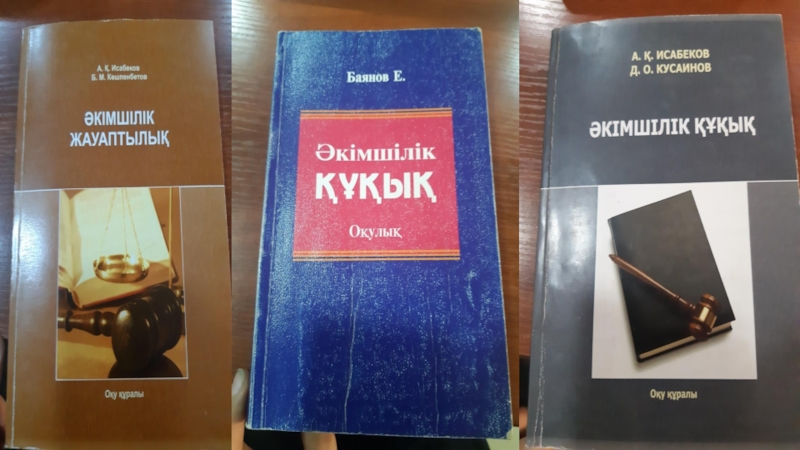 А. Қ. Исабеков
Б. М. Кешпенбетов
ӘКІМШІЛІК
ЖАУАПТЫЛЫҚ
Оқу құралы
Баянов Е.
Әкімшілік
ҚҰҚЫҚ
Оқулық
А. Қ. ИСАБЕКОВ
Д. О. КУСАИНОВ
ӘКІМШІЛІК ҚҰҚЫҚ
Оқу құралы